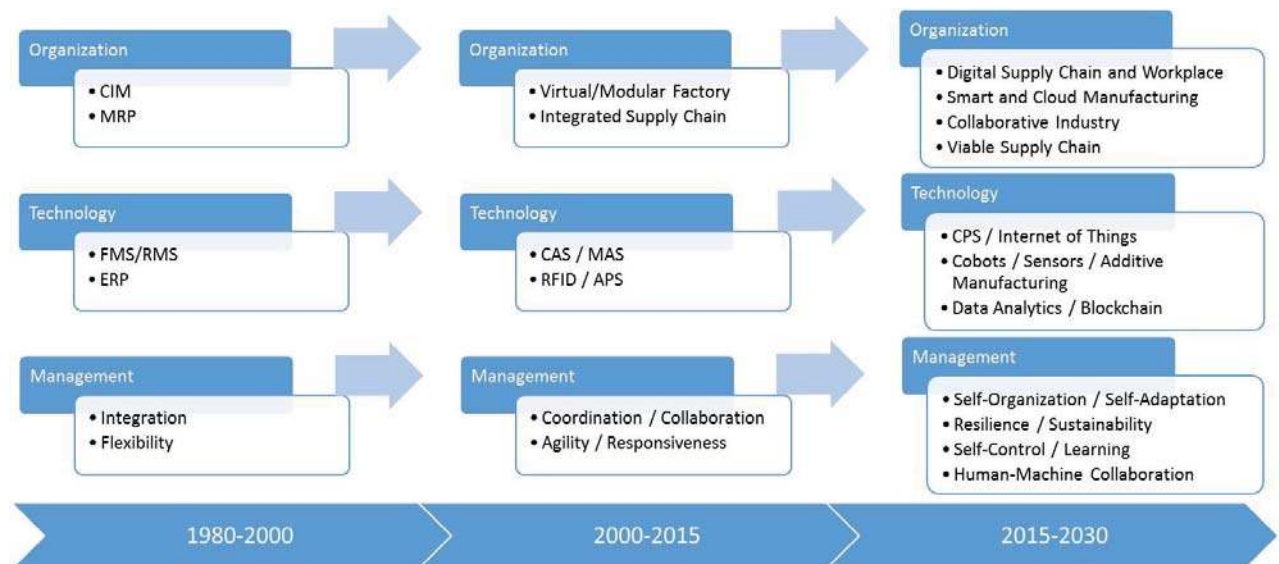 Organization
• CIM
• MRP
Organization
• Virtual/Modular Factory
• Integrated Supply Chain
Organization
• Digital Supply Chain and Workplace
• Smart and Cloud Manufacturing
• Collaborative Industry
• Viable Supply Chain
Technology
• FMS/RMS
• ERP
Technology
• CAS / MAS
• RFID / APS
Technology
• CPS / Internet of Things
• Cobots / Sensors / Additive
Manufacturing
• Data Analytics / Blockchain
Management
• Integration
• Flexibility
Management
• Coordination / Collaboration
• Agility / Responsiveness
Management
• Self-Organization / Self-Adaptation
• Resilience / Sustainability
• Self-Control / Learning
• Human-Machine Collaboration
1980-2000
2000-2015
2015-2030